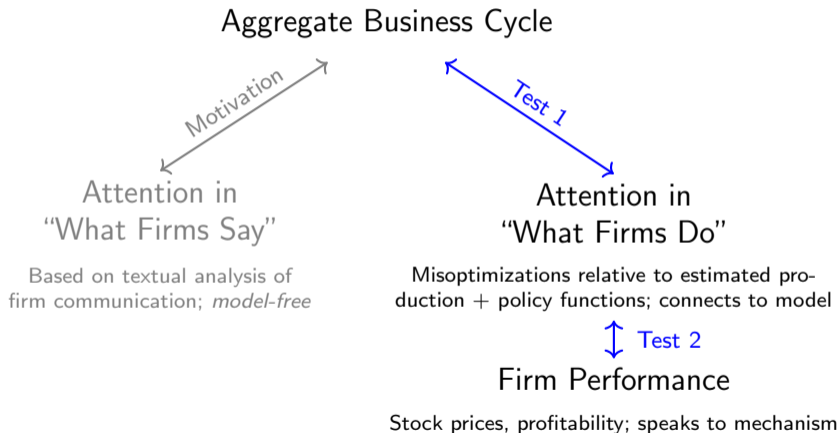 Aggregate Business Cycle
Motivation
Test 1
Attention in
“What Firms Say”
Based on textual analysis of
firm communication; model-free
Attention in
“What Firms Do”
Misoptimizations relative to estimated pro-
duction + policy functions; connects to model
Test 2
Firm Performance
Stock prices, profitability; speaks to mechanism